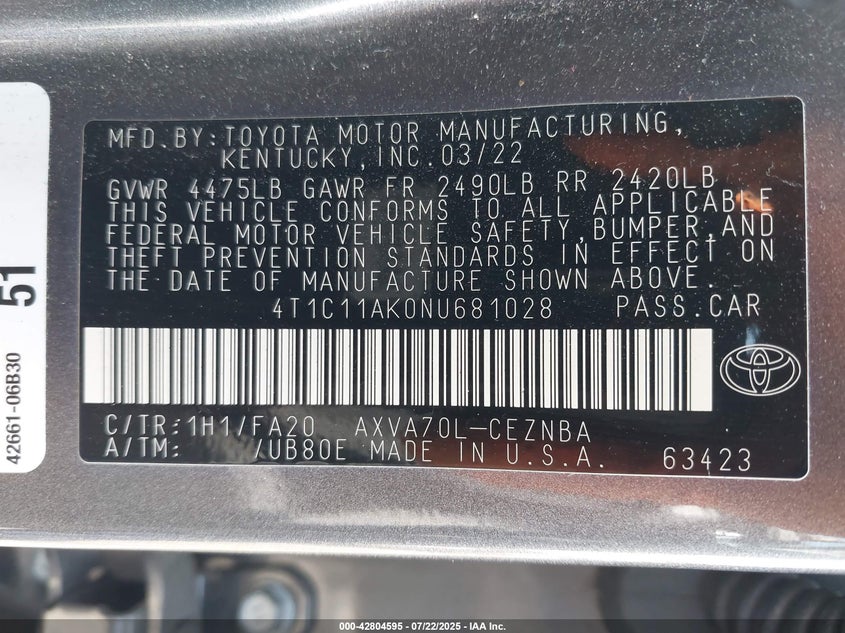 MFD.BY:TOYOTA MOTOR MANUFACTURING,
KENTUCKY,INC.03/22
GVWR 4475LB GAWR FR 2490LB RR 2420LB
THIS VEHICLE CONFORMS TO ALL APPLICABLE
FEDERAL MOTOR VEHICLE SAFETY,BUMPER,AND
THEFT PREVENTION STANDARDS IN EFFECT ON
THE DATE OF MANUFACTURE SHOWN ABOVE.
4T1C11AK0NU681028 PASS.CAR
C/TR:1H1/FA20 AXVA70L-CEZNBA
A/TM: /UB80E MADE IN U.S.A. 63423
51
42661-06B30
000-42804595 - 07/22/2025 - IAA Inc.